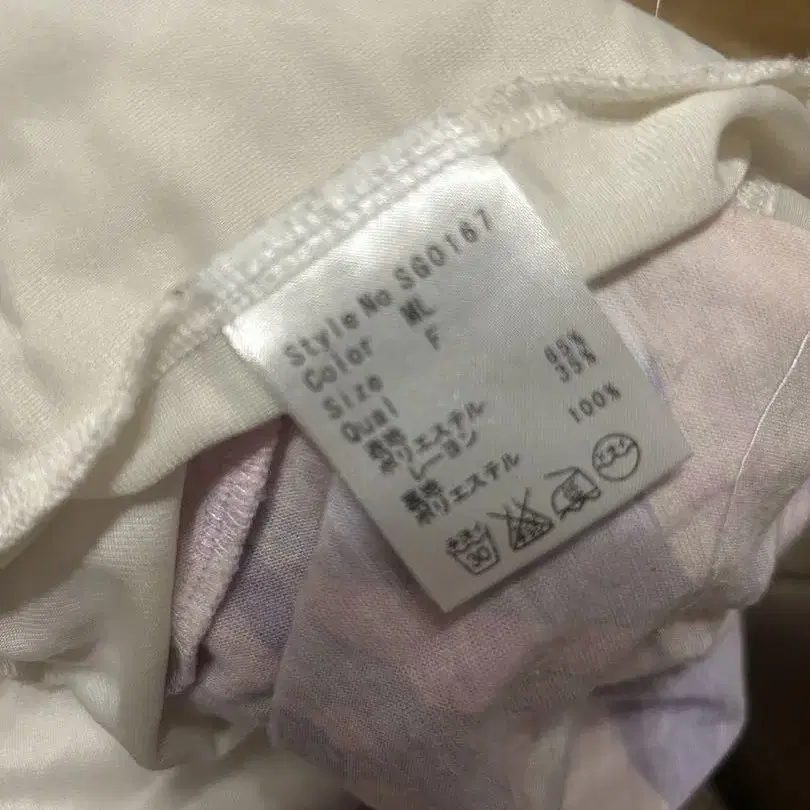 Style No SG0167
Color ML
Size F
Qual
表地
ポリエステル 65%
レーヨン 35%
裏地
ポリエステル 100%
30